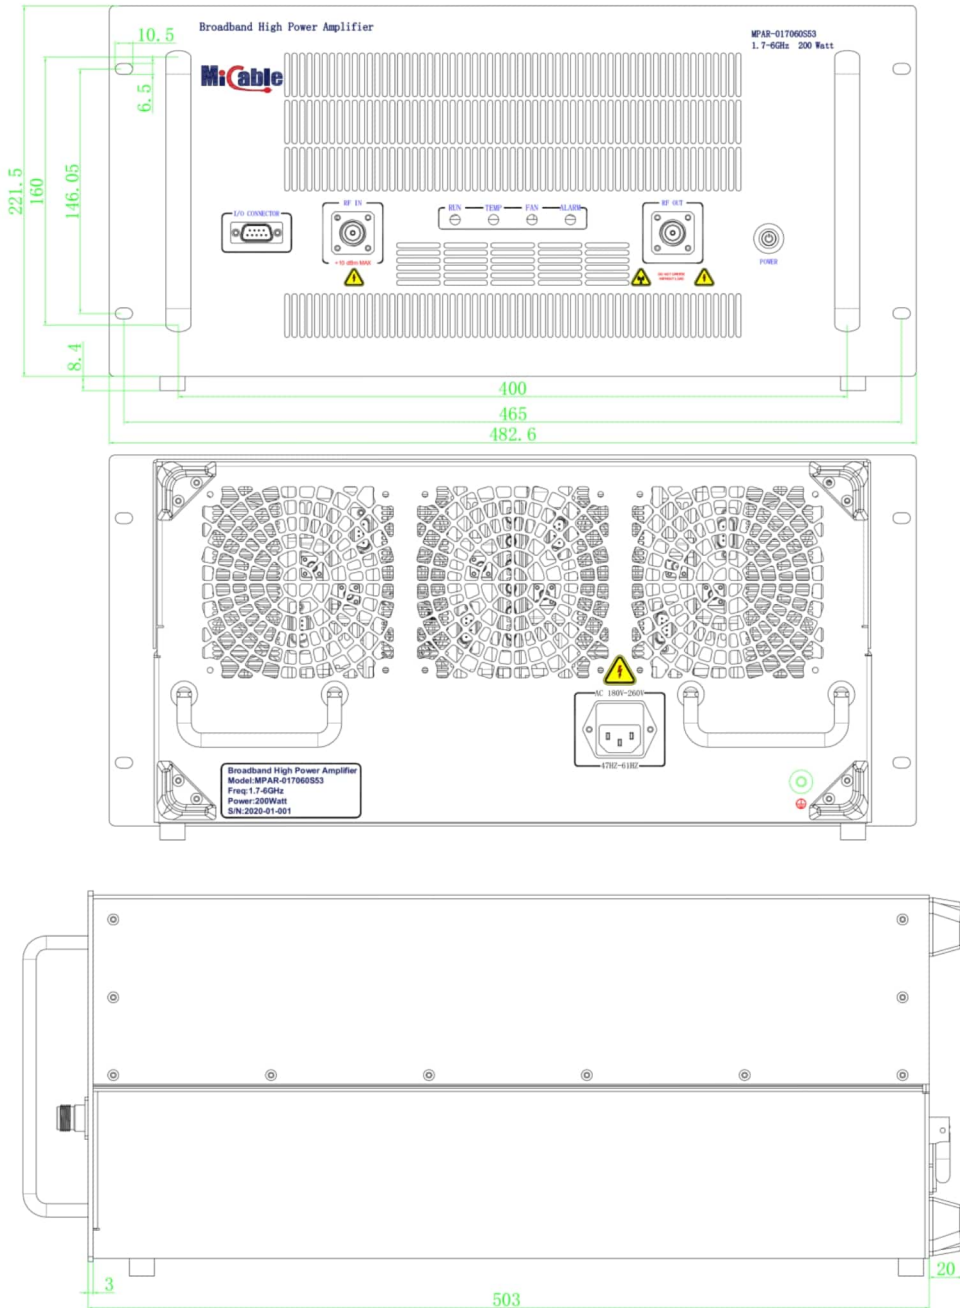 Broadband High Power Amplifier
MPAR-017060S53
1.7-6GHz 200 Watt
MiCable
10.5
6.5
221.5
160
146.05
8.4
I/O CONNECTOR
RF IN
+10 dBm MAX
RUN TEMP FAN ALARM
RF OUT
POWER
400
465
482.6
AC 180V-260V
47HZ-61HZ
Broadband High Power Amplifier
Model:MPAR-017060S53
Freq:1.7-6GHz
Power:200Watt
S/N:2020-01-001
3
503
20